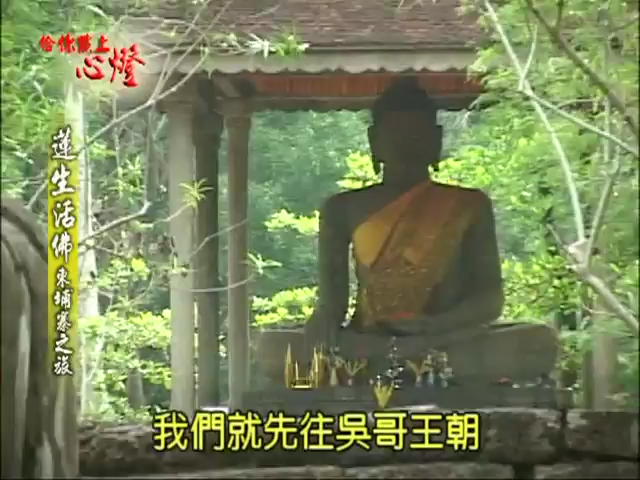 給你點上
心燈
蓮生活佛柬埔寨之旅
我們就先往吳哥王朝